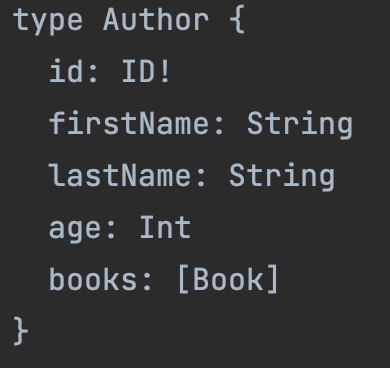 type Author {
  id: ID!
  firstName: String
  lastName: String
  age: Int
  books: [Book]
}